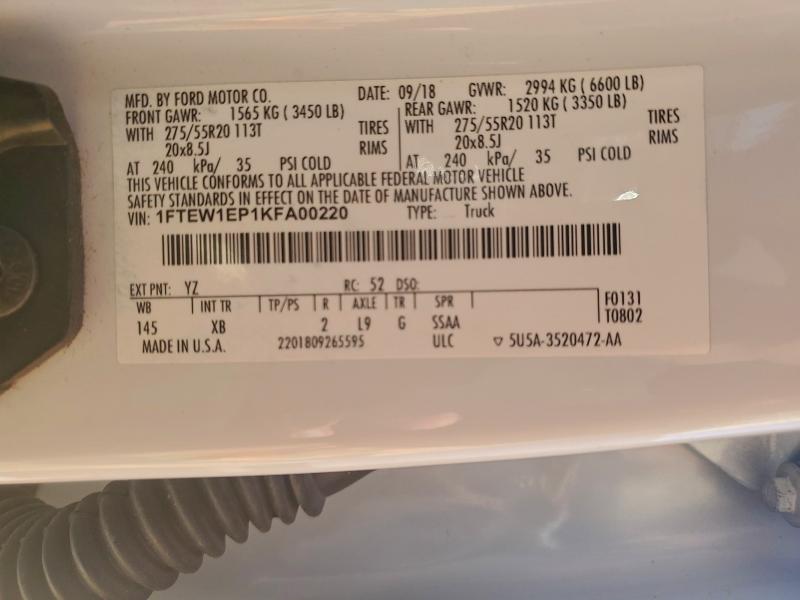 MFD. BY FORD MOTOR CO. DATE: 09/18 GVWR: 2994 KG (6600 LB)
FRONT GAWR: 1565 KG (3450 LB) REAR GAWR: 1520 KG (3350 LB)
WITH 275/55R20 113T TIRES WITH 275/55R20 113T TIRES
20x8.5J RIMS 20x8.5J RIMS
AT 240 kPa/ 35 PSI COLD AT 240 kPa/ 35 PSI COLD
THIS VEHICLE CONFORMS TO ALL APPLICABLE FEDERAL MOTOR VEHICLE
SAFETY STANDARDS IN EFFECT ON THE DATE OF MANUFACTURE SHOWN ABOVE.
VIN: 1FTEW1EP1KFA00220 TYPE: Truck
EXT PNT: YZ RC: 52 DSO:
WB INT TR TP/PS R AXLE TR SPR F0131
145 XB 2 L9 G SSAA T0802
MADE IN U.S.A. 2201809265595 ULC ▽ 5U5A-3520472-AA